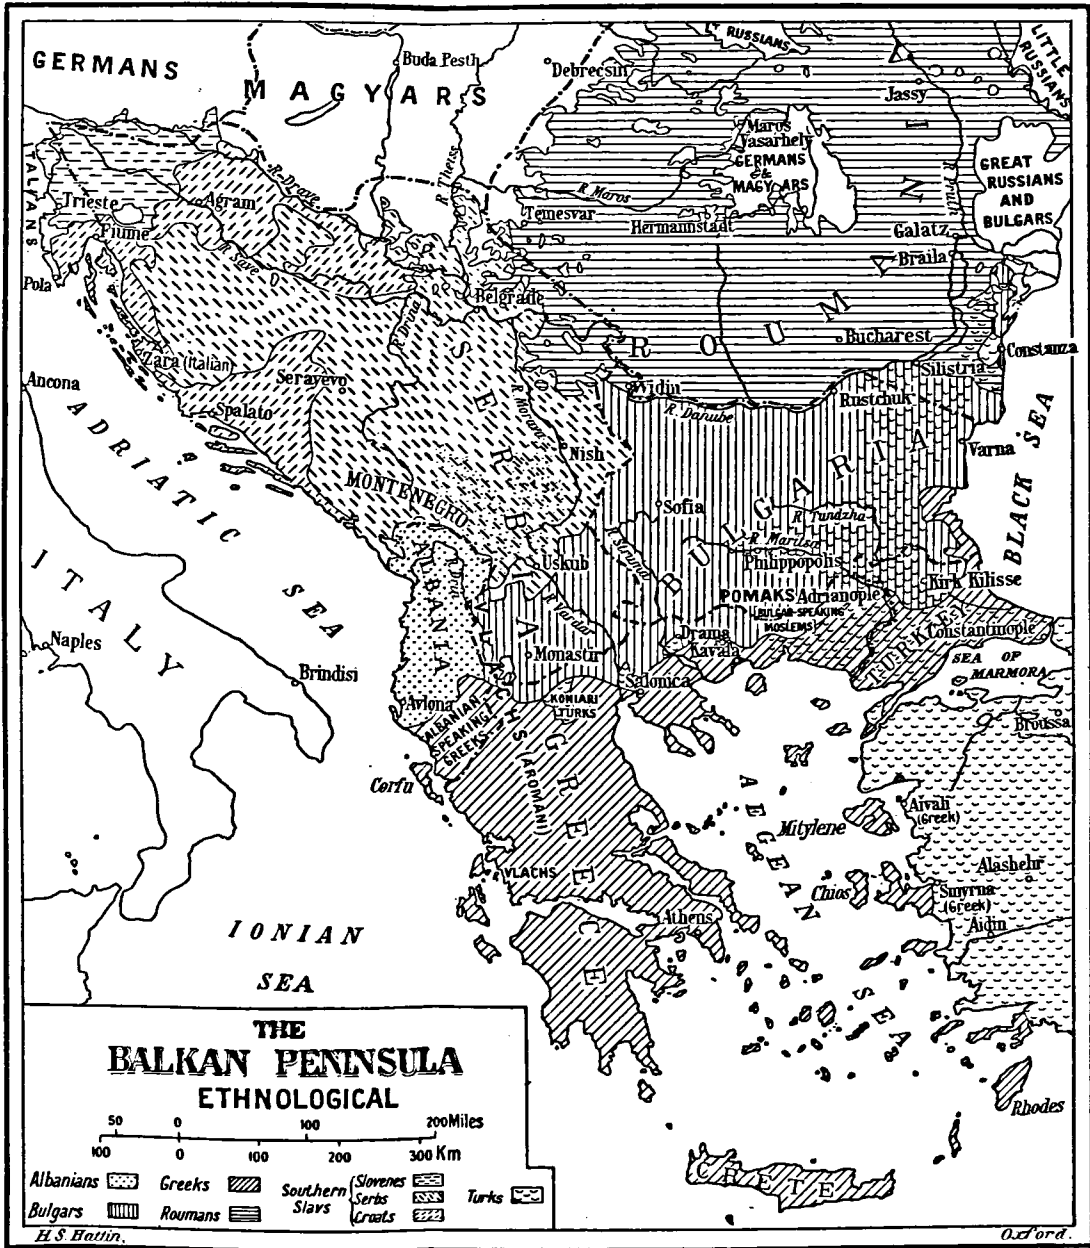 GERMANS
MAGYARS
Buda Pesth
Debrecsin
RUSSIANS
LITTLE
RUSSIANS
Jassy
Maros
Vasarhely
GERMANS
&
MAGYARS
GREAT
RUSSIANS
AND
BULGARS
ITALYANS
Trieste
Agram
R. Drave
R. Theiss
R. Maros
Temesvar
Hermannstadt
R. Pruth
Galatz
Braila
Fiume
R. Save
Pola
Belgrade
R. Drina
ROUMANIA
Bucharest
Constanza
Silistria
Zara (Italian)
Ancona
Serayevo
Spalato
Widin
Rustchuk
R. Danube
R. Morava
Nish
Varna
ADRIATIC SEA
BLACK SEA
SERBIA
MONTENEGRO
BULGARIA
Sofia
R. Tundzha
R. Maritsa
Philippopolis
R. Struma
Uskub
R. Vardar
ALBANIA
R. Drin
Kirk Kilisse
POMAKS
Adrianople
(BULGAR-SPEAKING
MOSLEMS)
Drama
Kavala
TURKEY
Constantinople
SEA OF
MARMORA
Broussa
ITALY
Naples
Brindisi
Monastir
Salonica
Avlona
KONIARI
TURKS
ALBANIAN
SPEAKING
GREEKS
VLACHS (AROMANI)
Corfu
GREECE
AEGEAN SEA
Mitylene
Aivali
(Greek)
Alashehr
Chios
Smyrna
(Greek)
Aidin
VLACHS
Athens
IONIAN
SEA
Rhodes
CRETE
THE
BALKAN PENINSULA
ETHNOLOGICAL
50 0 100 200 Miles
100 0 100 200 300 Km
Albanians
Greeks
Southern
Slavs
Slovenes
Serbs
Croats
Turks
Bulgars
Roumans
H.S. Hattin.
Oxford.